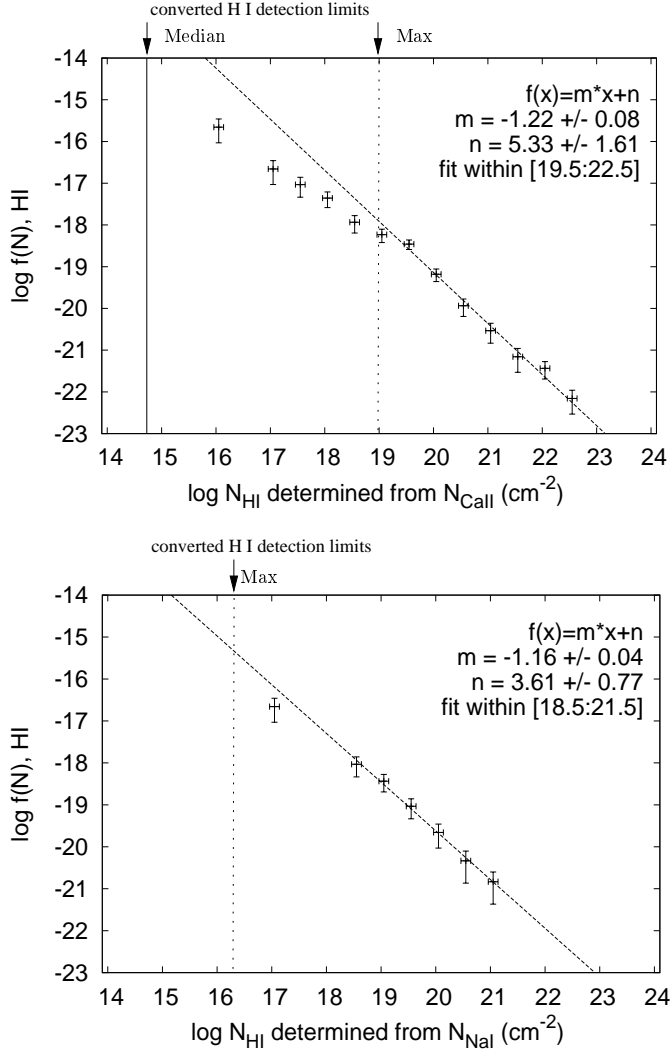 converted H I detection limits
Median Max
-14
-15
-16
-17
-18
-19
-20
-21
-22
-23
log f(N), HI
f(x)=m*x+n
m = -1.22 +/- 0.08
n = 5.33 +/- 1.61
fit within [19.5:22.5]
14 15 16 17 18 19 20 21 22 23 24
log N_HI determined from N_CaII (cm^-2)
converted H I detection limits
Max
-14
-15
-16
-17
-18
-19
-20
-21
-22
-23
log f(N), HI
f(x)=m*x+n
m = -1.16 +/- 0.04
n = 3.61 +/- 0.77
fit within [18.5:21.5]
14 15 16 17 18 19 20 21 22 23 24
log N_HI determined from N_NaI (cm^-2)